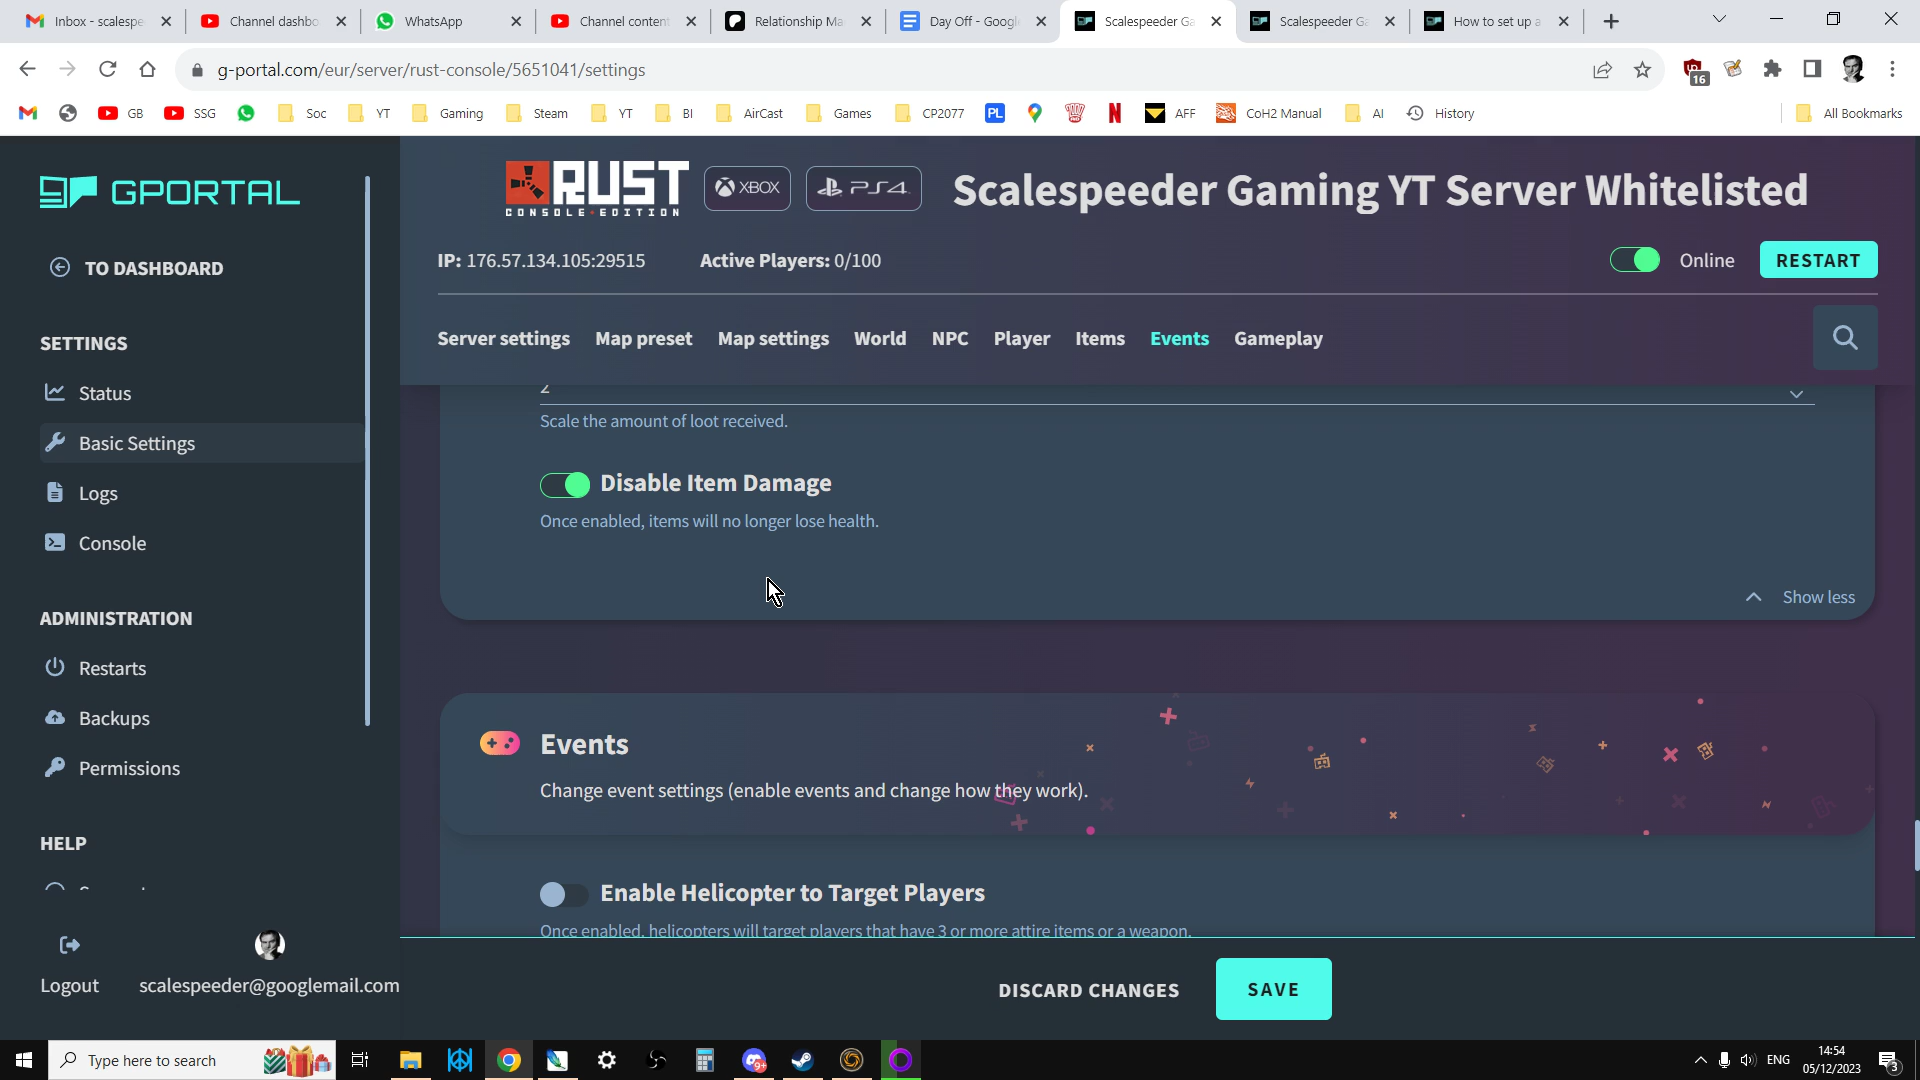 Inbox - scalespe
Channel dashbo
WhatsApp
Channel content
Relationship Ma
Day Off - Google
Scalespeeder Ga
Scalespeeder Ga
How to set up a
g-portal.com/eur/server/rust-console/5651041/settings
16
GB
SSG
Soc
YT
Gaming
Steam
YT
BI
AirCast
Games
CP2077
PL
AFF
CoH2 Manual
AI
History
All Bookmarks
GPORTAL
RUST
CONSOLE EDITION
XBOX
PS4
Scalespeeder Gaming YT Server Whitelisted
TO DASHBOARD
IP: 176.57.134.105:29515
Active Players: 0/100
Online
RESTART
SETTINGS
Status
Basic Settings
Logs
Console
Server settings
Map preset
Map settings
World
NPC
Player
Items
Events
Gameplay
2
Scale the amount of loot received.
Disable Item Damage
Once enabled, items will no longer lose health.
Show less
ADMINISTRATION
Restarts
Backups
Permissions
Events
Change event settings (enable events and change how they work).
HELP
Enable Helicopter to Target Players
Once enabled, helicopters will target players that have 3 or more attire items or a weapon.
Logout
scalespeeder@googlemail.com
DISCARD CHANGES
SAVE
Type here to search
9+
ENG
14:54
05/12/2023
3